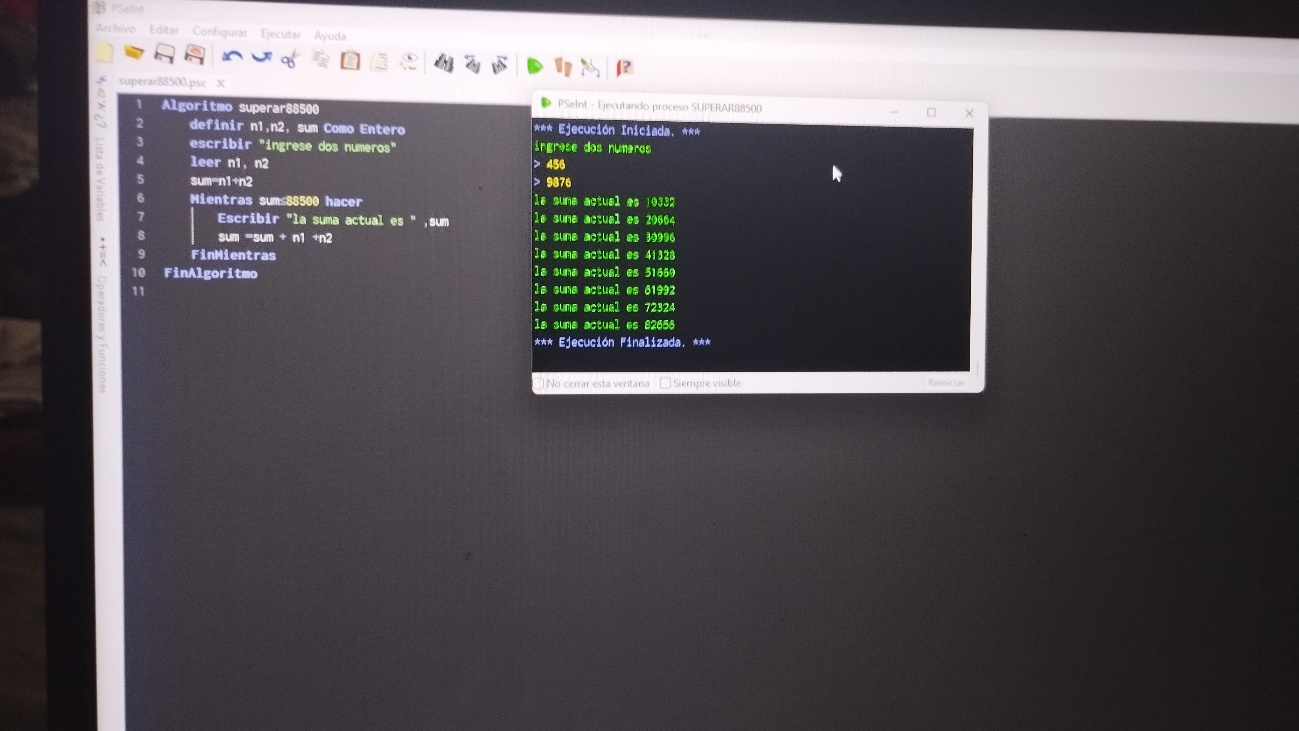 PSeInt
Archivo Editar Configurar Ejecutar Ayuda
superar88500.psc X
Lista de Variables
Operadores y Funciones
1 Algoritmo superar88500
2 definir n1,n2, sum Como Entero
3 escribir "ingrese dos numeros"
4 leer n1, n2
5 sum=n1+n2
6 Mientras sum≤88500 hacer
7 Escribir "la suma actual es " ,sum
8 sum =sum + n1 +n2
9 FinMientras
10 FinAlgoritmo
11
PSeInt - Ejecutando proceso SUPERAR88500
*** Ejecución Iniciada. ***
ingrese dos numeros
> 456
> 9876
la suma actual es 10332
la suma actual es 20664
la suma actual es 30996
la suma actual es 41328
la suma actual es 51660
la suma actual es 61992
la suma actual es 72324
la suma actual es 82656
*** Ejecución Finalizada. ***
No cerrar esta ventana Siempre visible Reiniciar